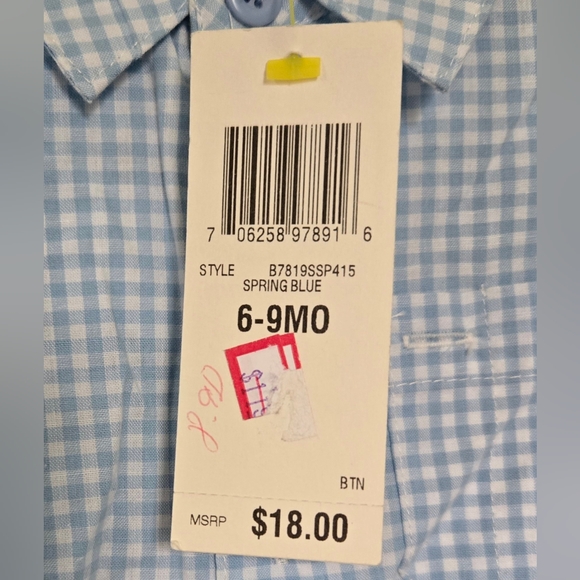 7 06258 97891 6
STYLE B7819SSP415
SPRING BLUE
6-9MO
BTN
MSRP $18.00